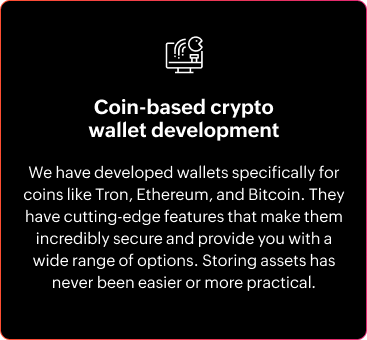 Coin-based crypto
wallet development
We have developed wallets specifically for
coins like Tron, Ethereum, and Bitcoin. They
have cutting-edge features that make them
incredibly secure and provide you with a
wide range of options. Storing assets has
never been easier or more practical.